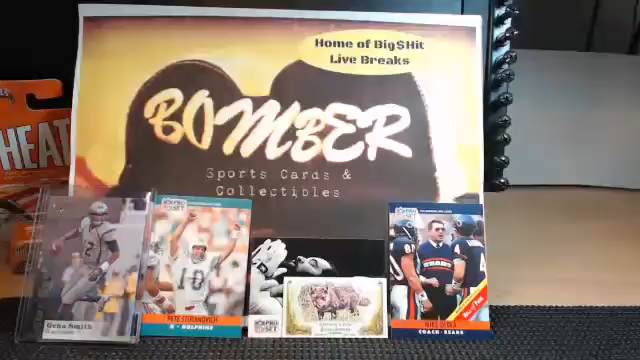 Home of Big$Hit
Live Breaks
BOMBER
Sports Cards &
Collectibles
HEAT
Geno Smith
PRO
SET
PETE STOYANOVICH
K - DOLPHINS
PRO
SET
PRO
SET
MIKE DITKA
COACH - BEARS